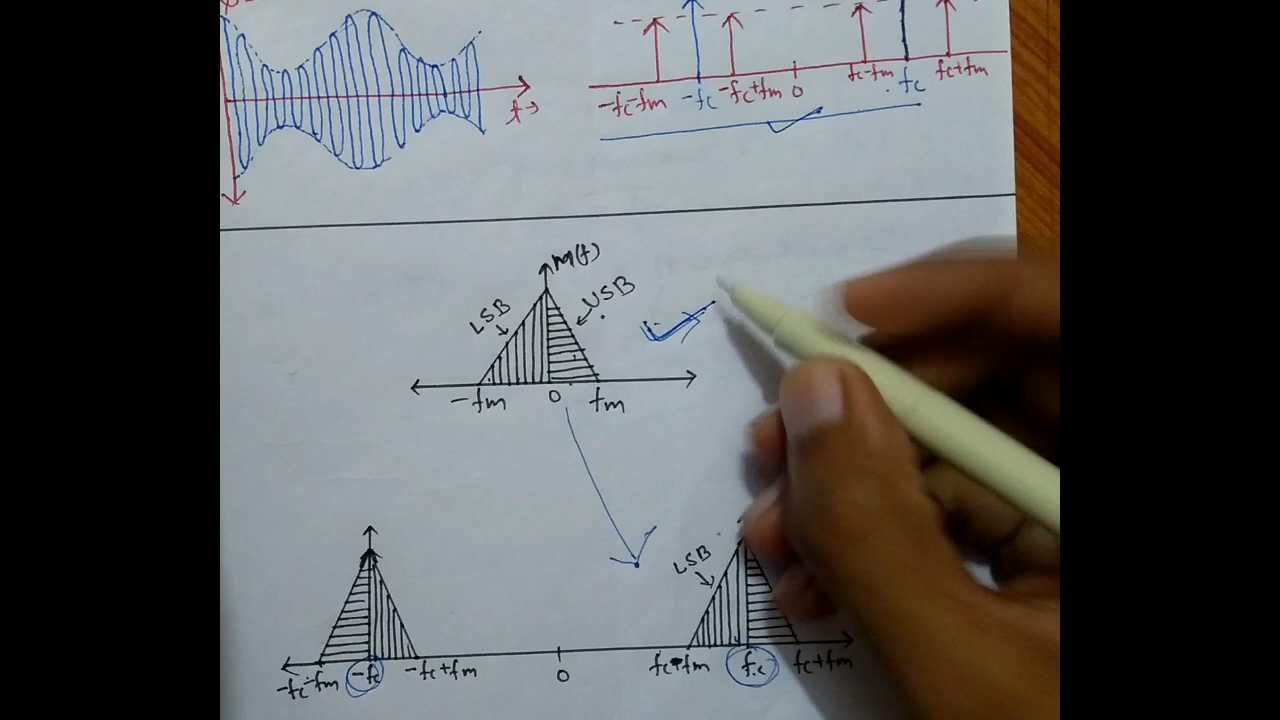 t→
-fc-fm -fc -fc+fm 0 fc-fm fc fc+fm
M(f)
LSB USB
-fm 0 fm
LSB
-fc-fm -fc -fc+fm 0 fc-fm fc fc+fm